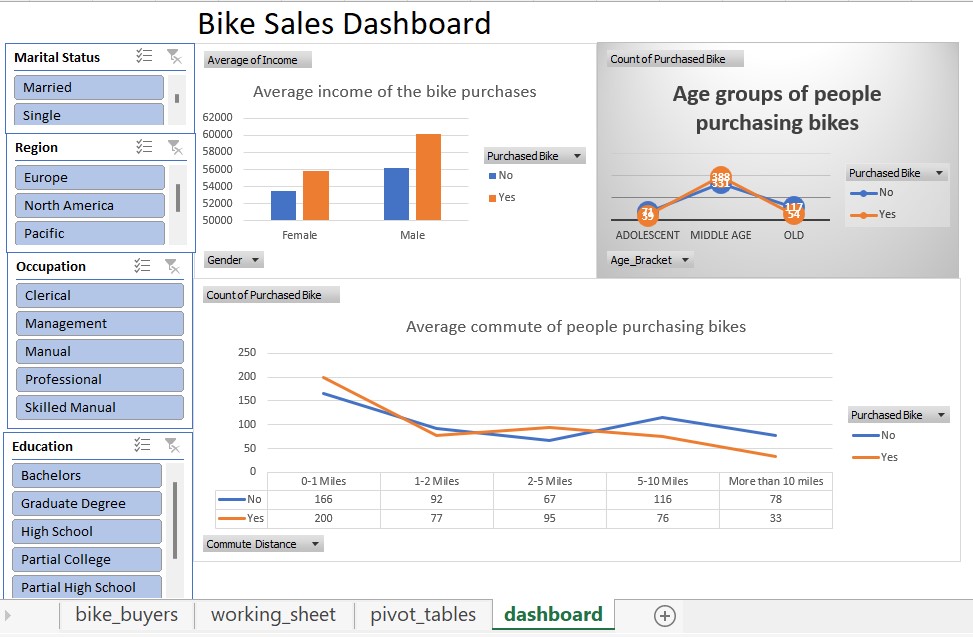 Bike Sales Dashboard
Marital Status
Married
Single
Region
Europe
North America
Pacific
Occupation
Clerical
Management
Manual
Professional
Skilled Manual
Education
Bachelors
Graduate Degree
High School
Partial College
Partial High School
Average of Income
Average income of the bike purchases
62000
60000
58000
56000
54000
52000
50000
Female Male
Purchased Bike
No
Yes
Gender
Count of Purchased Bike
Age groups of people
purchasing bikes
388
331
71
39
117
54
ADOLESCENT MIDDLE AGE OLD
Purchased Bike
No
Yes
Age_Bracket
Count of Purchased Bike
Average commute of people purchasing bikes
250
200
150
100
50
0
0-1 Miles 1-2 Miles 2-5 Miles 5-10 Miles More than 10 miles
No 166 92 67 116 78
Yes 200 77 95 76 33
Purchased Bike
No
Yes
Commute Distance
bike_buyers working_sheet pivot_tables dashboard